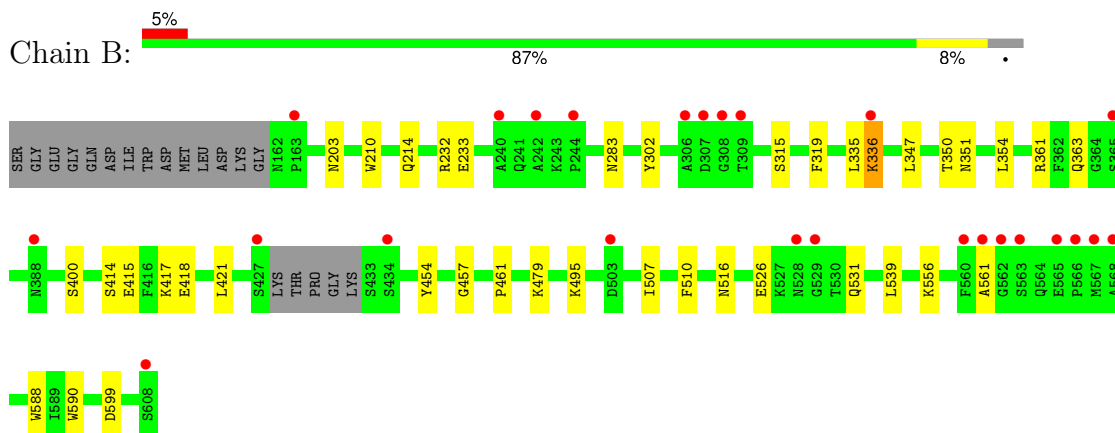 5%
Chain B:
87%
8%
SER GLY GLU GLY GLN ASP ILE TRP ASP MET LEU ASP LYS GLY N162 P163 N203 W210 Q214 R232 E233 A240 Q241 A242 K243 P244 N283 Y302 A306 D307 G308 T309 S315 F319 L335 K336 L347 T350 N351 L354 R361 F362 Q363 G364 S365
N388 S400 S414 E415 F416 K417 E418 L421 S427 LYS THR PRO GLY LYS S433 S434 Y454 G457 P461 K479 K495 D503 I507 F510 N516 E526 K527 N528 G529 T530 Q531 L539 K556 F560 A561 G562 S563 Q564 E565 P566 M567 A568
W588 I589 W590 D599 S608